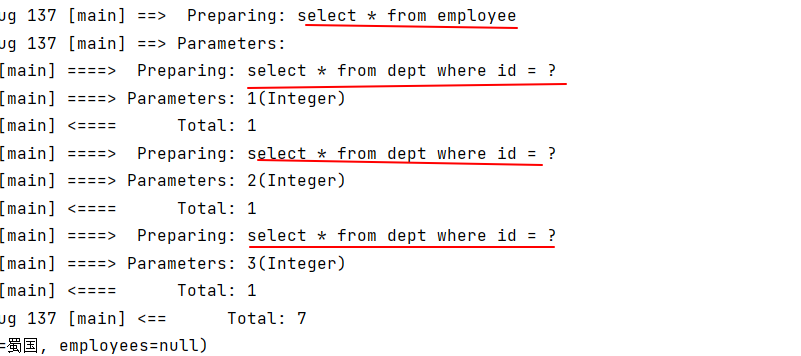 ug 137 [main] ==>  Preparing: select * from employee
ug 137 [main] ==> Parameters:
[main] ====>  Preparing: select * from dept where id = ?
[main] ====> Parameters: 1(Integer)
[main] <====      Total: 1
[main] ====>  Preparing: select * from dept where id = ?
[main] ====> Parameters: 2(Integer)
[main] <====      Total: 1
[main] ====>  Preparing: select * from dept where id = ?
[main] ====> Parameters: 3(Integer)
[main] <====      Total: 1
ug 137 [main] <==      Total: 7
=蜀国, employees=null)